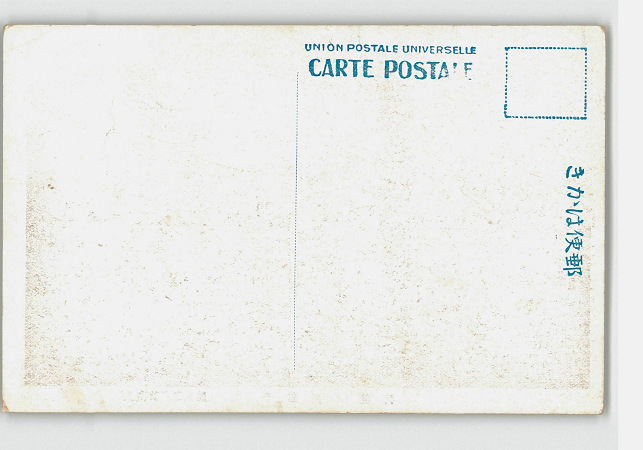 UNION POSTALE UNIVERSELLE
CARTE POSTALE
きかは便郵